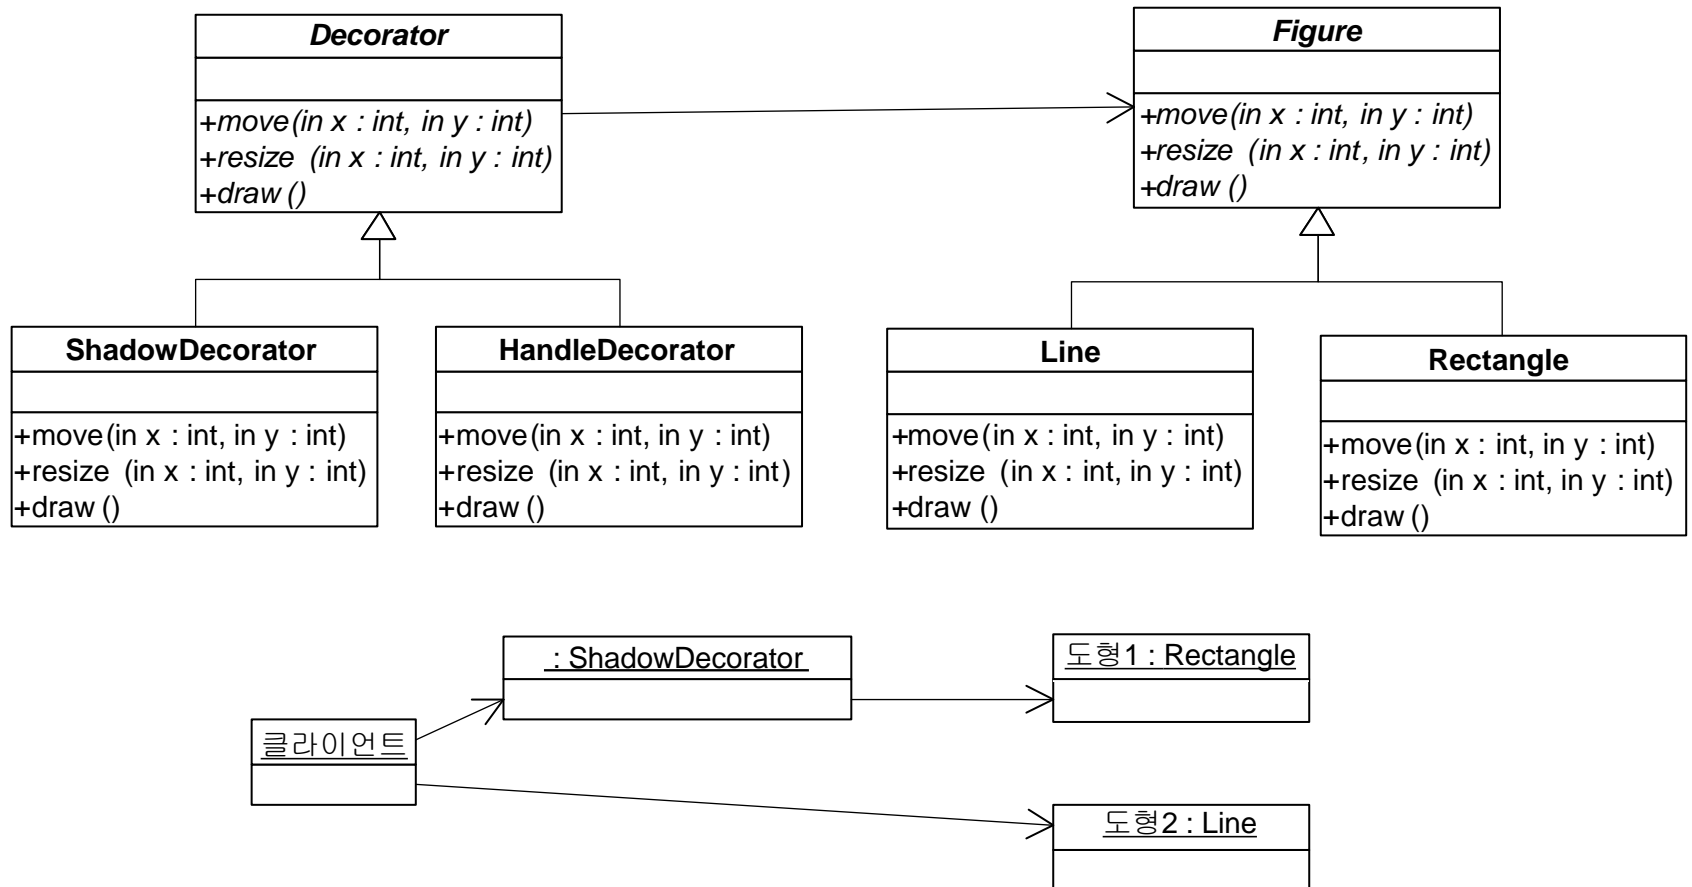 Decorator
+move(in x : int, in y : int)
+resize (in x : int, in y : int)
+draw ()
Figure
+move(in x : int, in y : int)
+resize (in x : int, in y : int)
+draw ()
ShadowDecorator
+move(in x : int, in y : int)
+resize (in x : int, in y : int)
+draw ()
HandleDecorator
+move(in x : int, in y : int)
+resize (in x : int, in y : int)
+draw ()
Line
+move(in x : int, in y : int)
+resize (in x : int, in y : int)
+draw ()
Rectangle
+move(in x : int, in y : int)
+resize (in x : int, in y : int)
+draw ()
: ShadowDecorator
도형1 : Rectangle
클라이언트
도형2 : Line